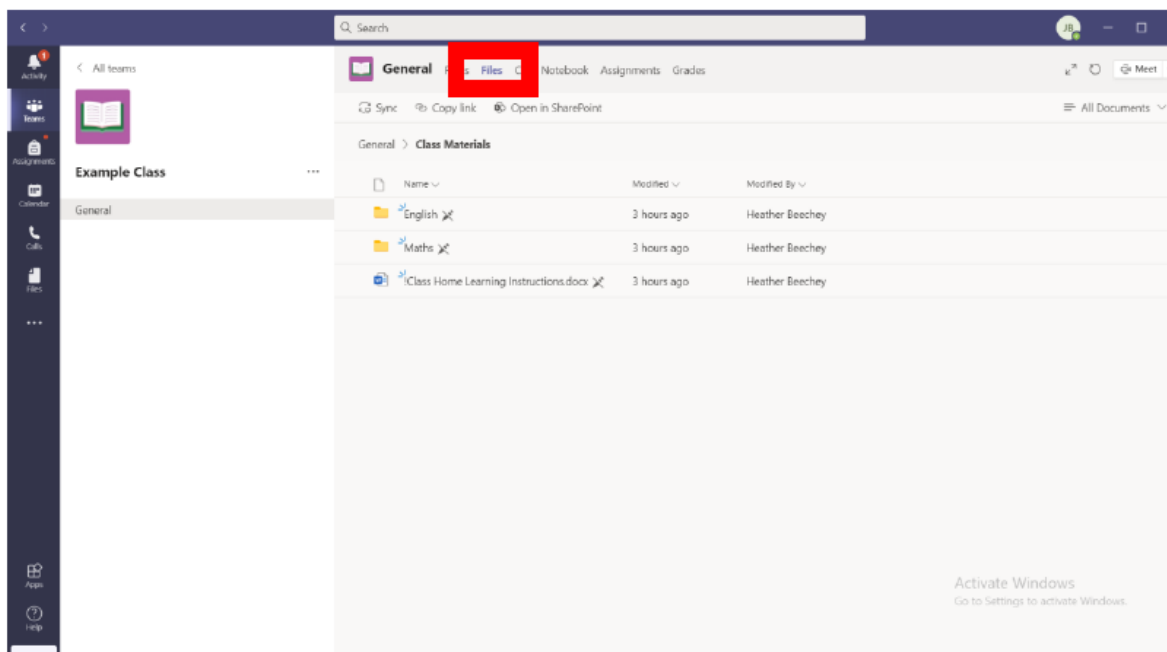 Search
JB
1
Activity
Teams
Assignments
Calendar
Calls
Files
Apps
Help
All teams
Example Class
General
General Files Notebook Assignments Grades
Meet
Sync Copy link Open in SharePoint
All Documents
General > Class Materials
Name Modified Modified By
English 3 hours ago Heather Beechey
Maths 3 hours ago Heather Beechey
!Class Home Learning Instructions.docx 3 hours ago Heather Beechey
Activate Windows
Go to Settings to activate Windows.